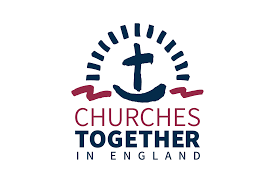 CHURCHES
TOGETHER
IN ENGLAND